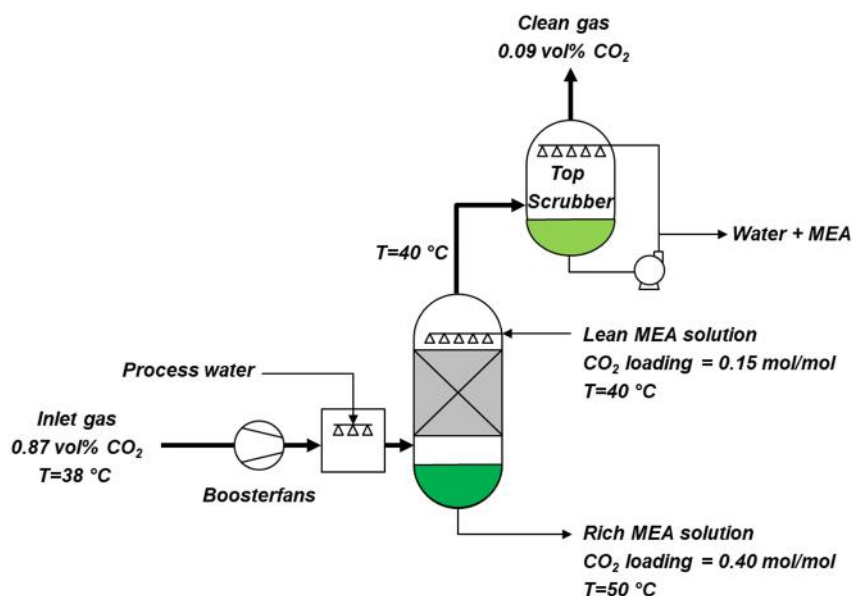 Clean gas
0.09 vol% CO₂
Top
Scrubber
T=40 °C
Water + MEA
Lean MEA solution
CO₂ loading = 0.15 mol/mol
T=40 °C
Process water
Inlet gas
0.87 vol% CO₂
T=38 °C
Boosterfans
Rich MEA solution
CO₂ loading = 0.40 mol/mol
T=50 °C